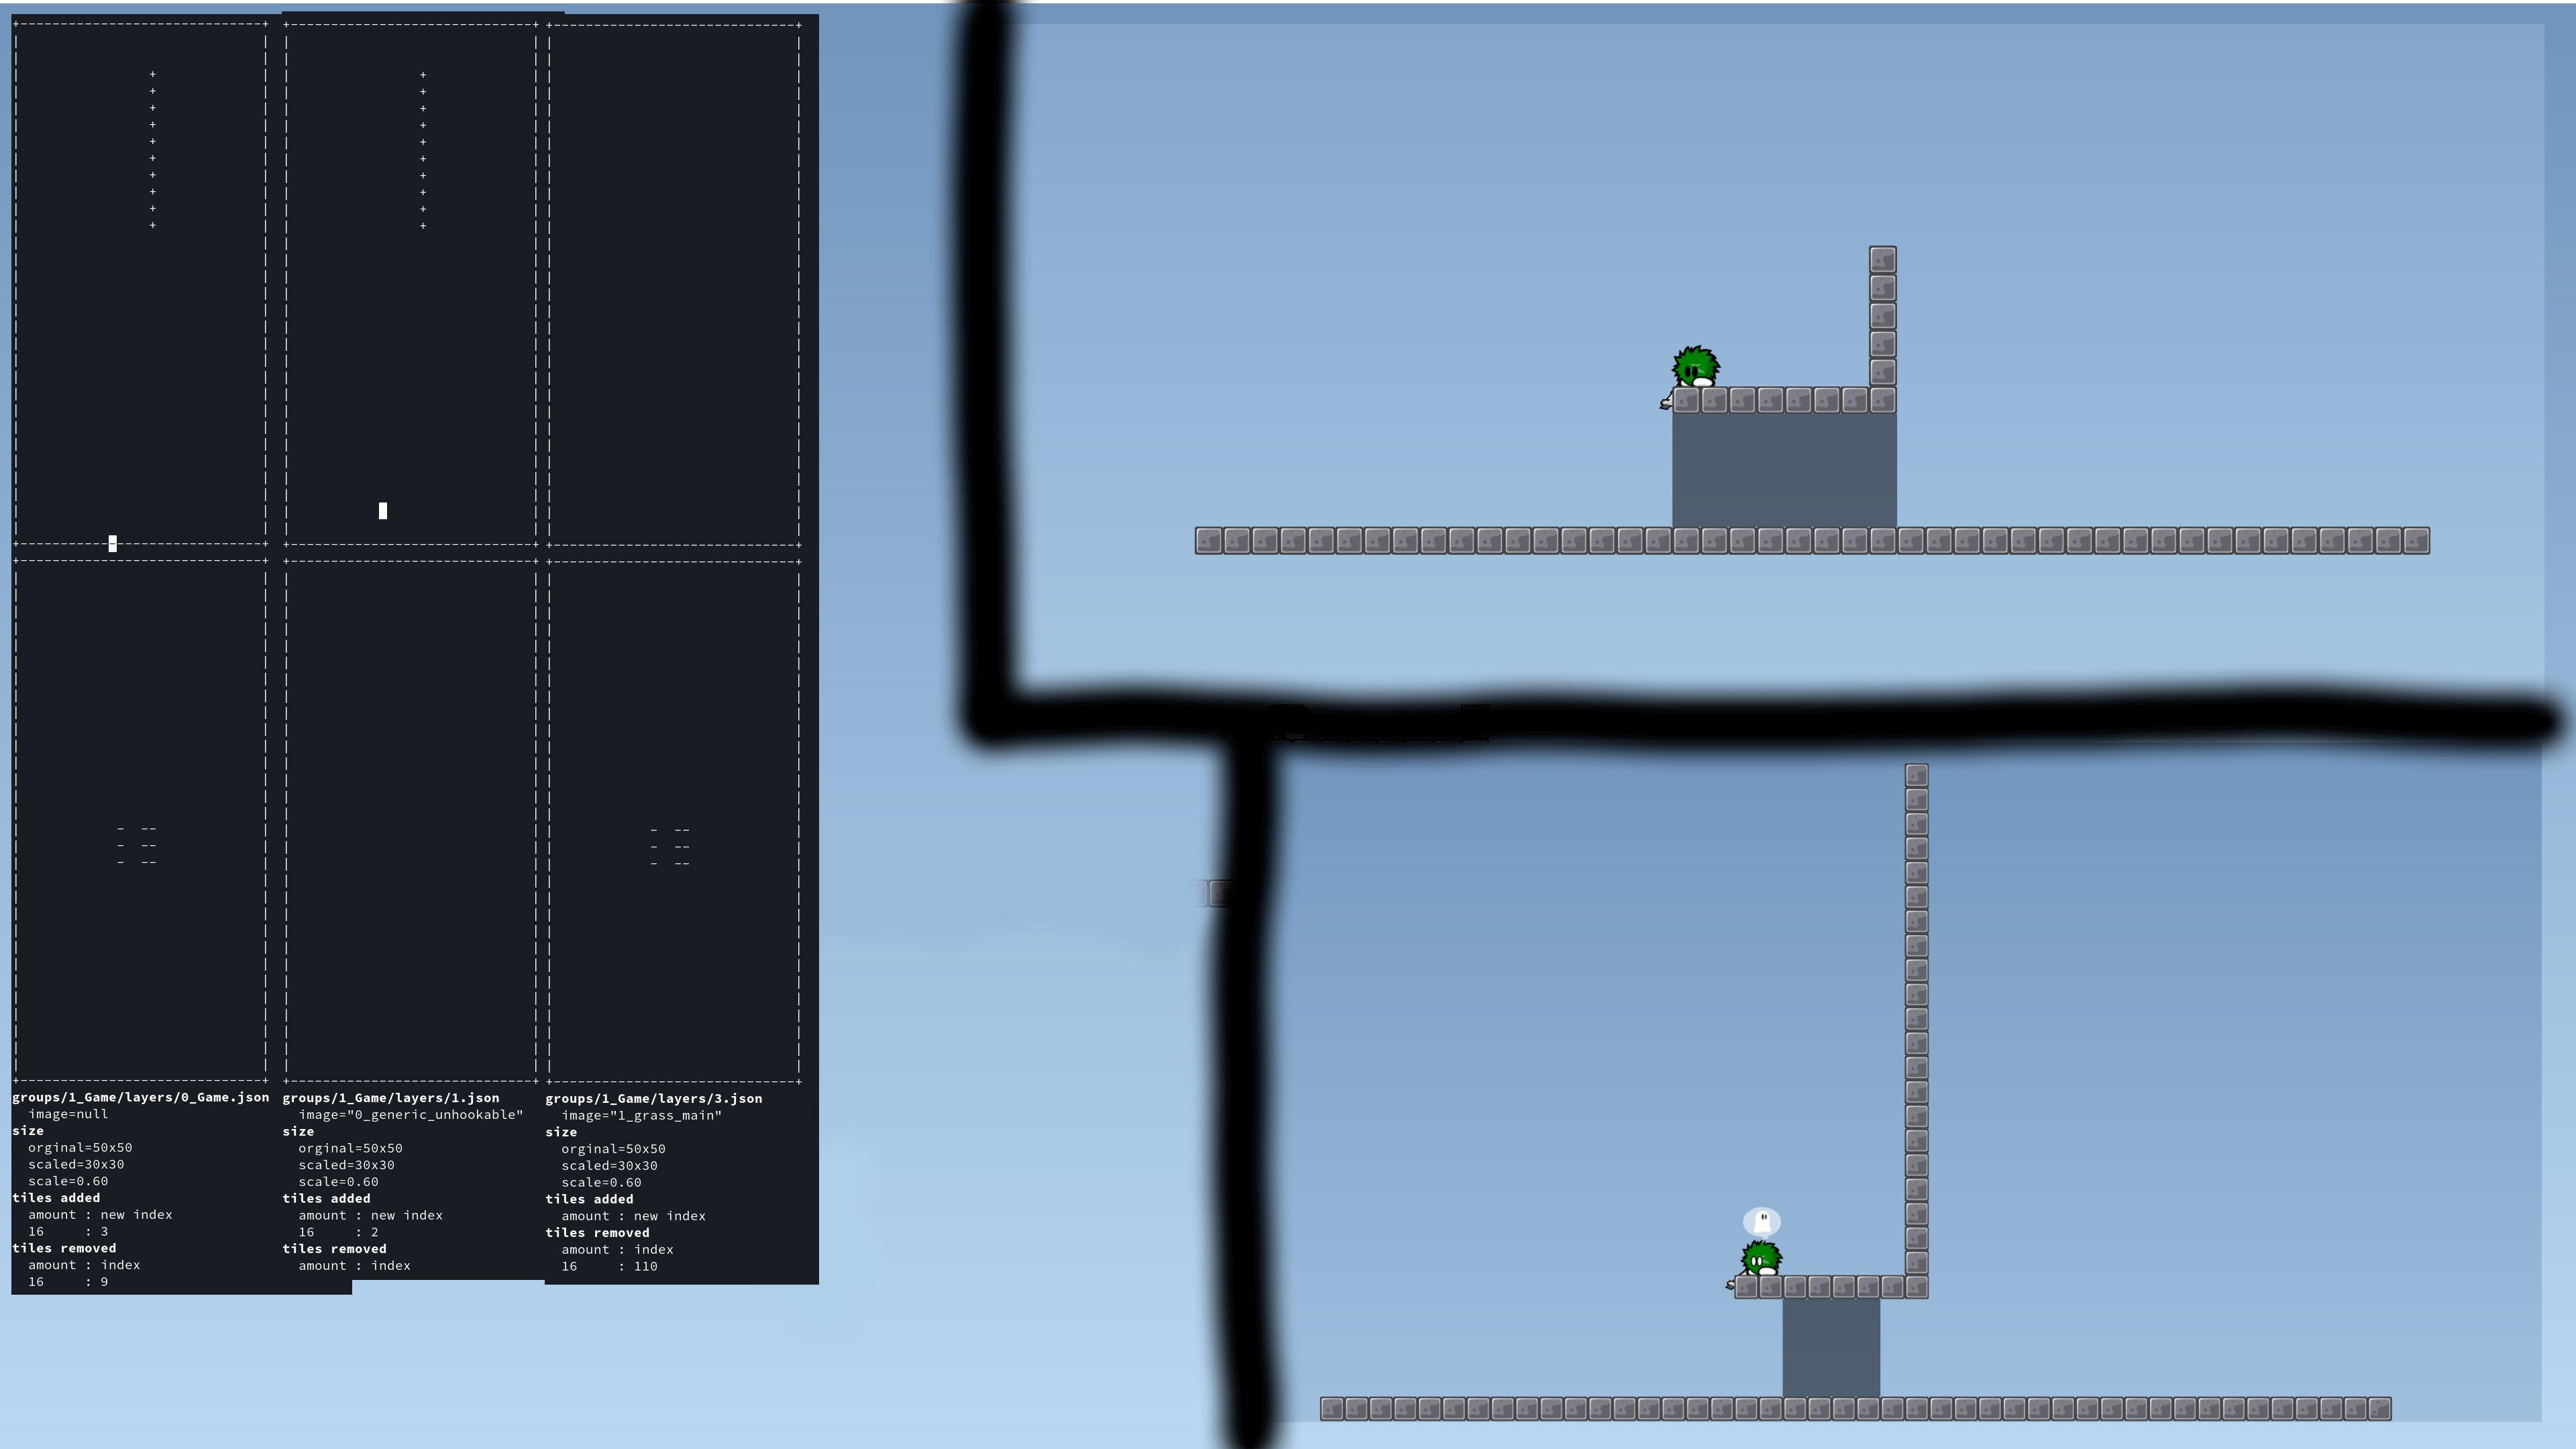 groups/1_Game/layers/0_Game.json
image=null
size
orginal=50x50
scaled=30x30
scale=0.60
tiles added
amount : new index
16     : 3
tiles removed
amount : index
16     : 9
groups/1_Game/layers/1.json
image="0_generic_unhookable"
size
orginal=50x50
scaled=30x30
scale=0.60
tiles added
amount : new index
16     : 2
tiles removed
amount : index
groups/1_Game/layers/3.json
image="1_grass_main"
size
orginal=50x50
scaled=30x30
scale=0.60
tiles added
amount : new index
tiles removed
amount : index
16     : 110